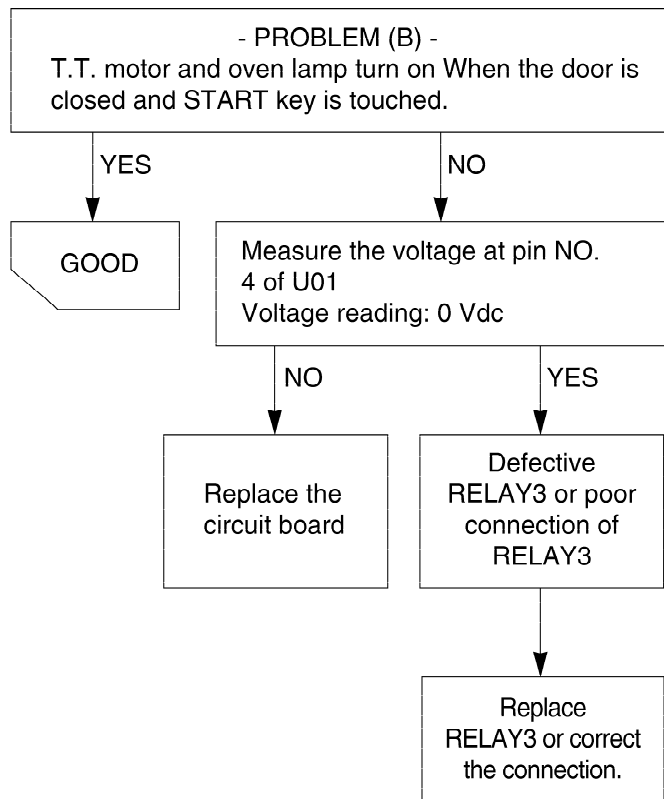 - PROBLEM (B) -
T.T. motor and oven lamp turn on When the door is
closed and START key is touched.
YES
NO
GOOD
Measure the voltage at pin NO.
4 of U01
Voltage reading: 0 Vdc
NO
YES
Replace the
circuit board
Defective
RELAY3 or poor
connection of
RELAY3
Replace
RELAY3 or correct
the connection.